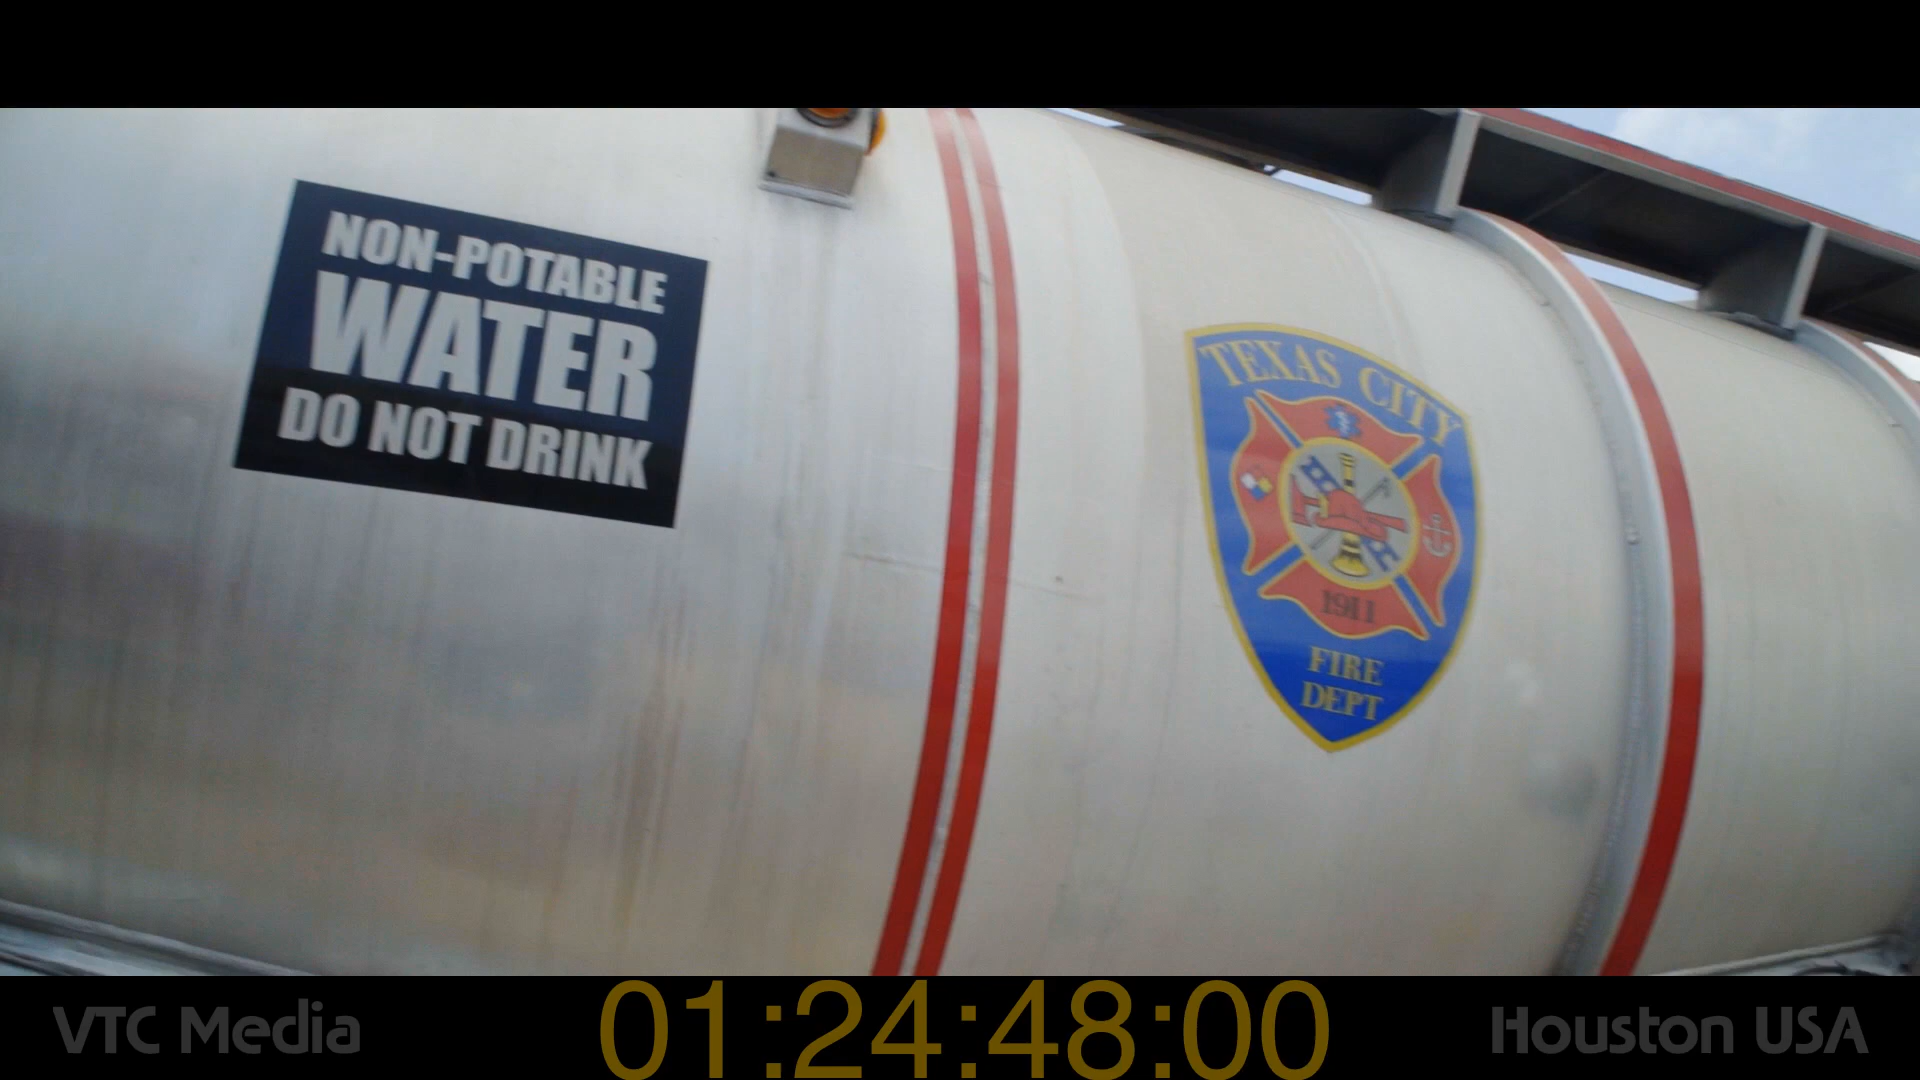 NON-POTABLE
WATER
DO NOT DRINK
TEXAS CITY
1911
FIRE
DEPT
VTC Media
01:24:48:00
Houston USA